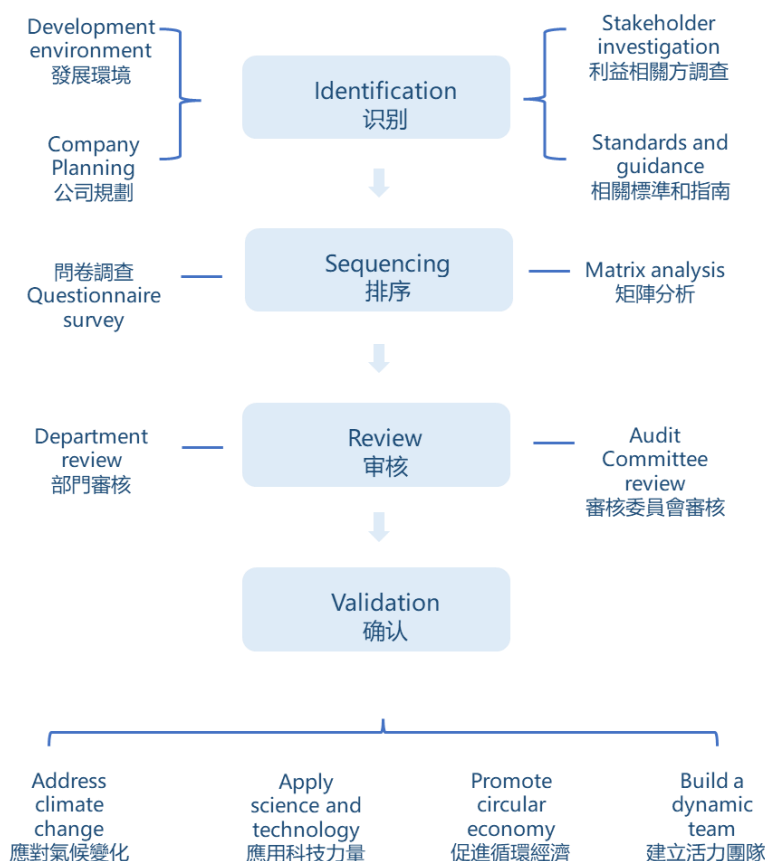 Development
environment
發展環境
Company
Planning
公司規劃
Identification
识别
Stakeholder
investigation
利益相關方調查
Standards and
guidance
相關標準和指南
問卷調查
Questionnaire
survey
Sequencing
排序
Matrix analysis
矩陣分析
Department
review
部門審核
Review
审核
Audit
Committee
review
審核委員會審核
Validation
确认
Address
climate
change
應對氣候變化
Apply
science and
technology
應用科技力量
Promote
circular
economy
促進循環經濟
Build a
dynamic
team
建立活力團隊